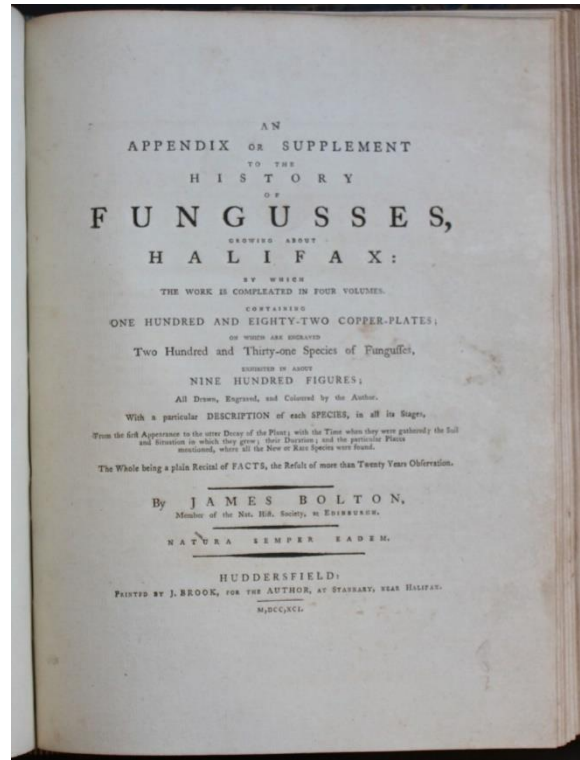 AN
APPENDIX OR SUPPLEMENT
TO THE
HISTORY
OF
FUNGUSSES,
GROWING ABOUT
HALIFAX:
BY WHICH
THE WORK IS COMPLEATED IN FOUR VOLUMES.
CONTAINING
ONE HUNDRED AND EIGHTY-TWO COPPER-PLATES;
ON WHICH ARE ENGRAVED
Two Hundred and Thirty-one Species of Fungusſes,
EXHIBITED IN ABOUT
NINE HUNDRED FIGURES;
All Drawn, Engraved, and Coloured by the Author.
With a particular DESCRIPTION of each SPECIES, in all its Stages,
From the firſt Appearance to the utter Decay of the Plant; with the Time when they were gathered; the Soil
and Situation in which they grew; their Duration; and the particular Places
mentioned, where all the New or Rare Species were found.
The Whole being a plain Recital of FACTS, the Reſult of more than Twenty Years Obſervation.
By JAMES BOLTON,
Member of the Nat. Hiſt. Society, at EDINBURGH.
NATURA SEMPER EADEM.
HUDDERSFIELD:
PRINTED BY J. BROOK, FOR THE AUTHOR, AT STANNARY, NEAR HALIFAX.
M,DCC,XCI.